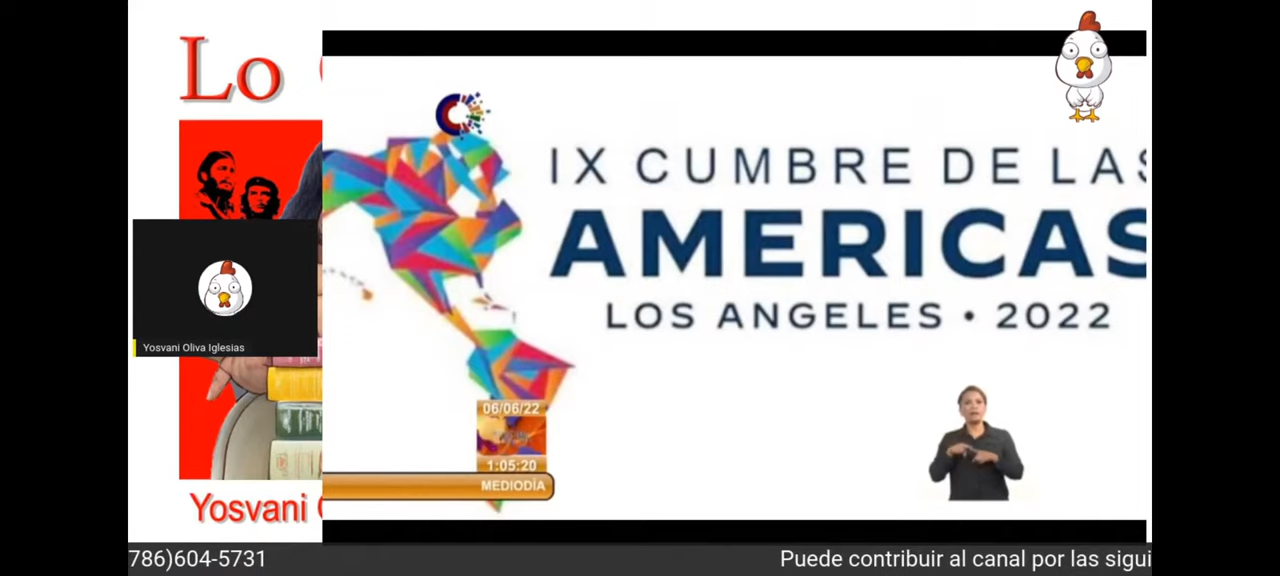 Lo
IX CUMBRE DE LAS
AMERICAS
LOS ANGELES • 2022
Yosvani Oliva Iglesias
06/06/22
1:05:20
MEDIODÍA
Yosvani
786)604-5731
Puede contribuir al canal por las sigui